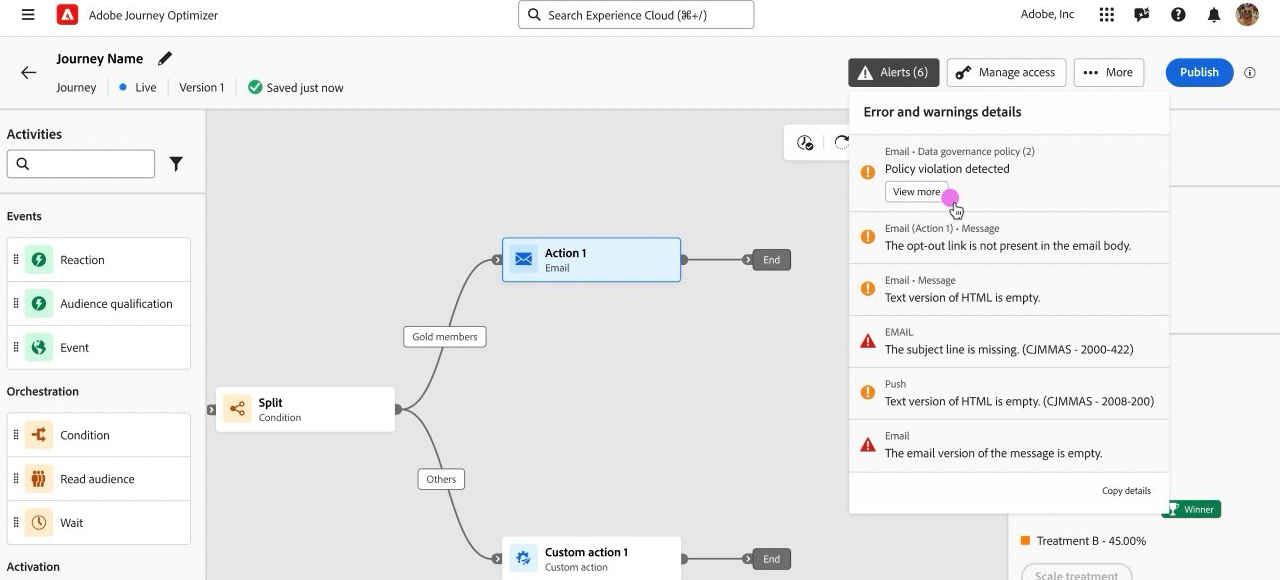 Adobe Journey Optimizer
Search Experience Cloud (⌘+/)
Adobe, Inc
Journey Name
Journey
Live
Version 1
Saved just now
Alerts (6)
Manage access
More
Publish
Activities
Events
Reaction
Audience qualification
Event
Orchestration
Condition
Read audience
Wait
Activation
Split
Condition
Gold members
Others
Action 1
Email
End
Custom action 1
Custom action
End
Error and warnings details
Email • Data governance policy (2)
Policy violation detected
View more
Email (Action 1) • Message
The opt-out link is not present in the email body.
Email • Message
Text version of HTML is empty.
EMAIL
The subject line is missing. (CJMMAS - 2000-422)
Push
Text version of HTML is empty. (CJMMAS - 2008-200)
Email
The email version of the message is empty.
Copy details
Winner
Treatment B - 45.00%
Scale treatment